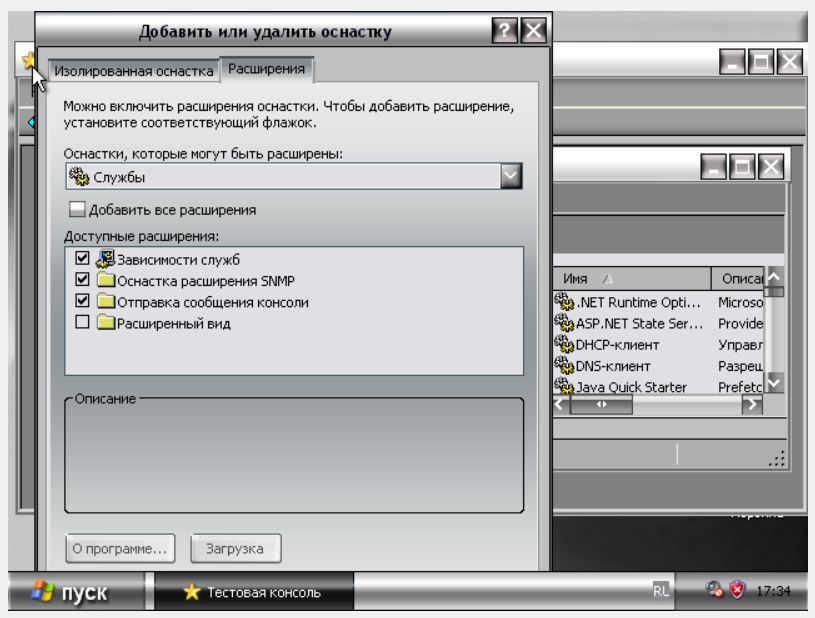 Добавить или удалить оснастку
Изолированная оснастка Расширения
Можно включить расширения оснастки. Чтобы добавить расширение,
установите соответствующий флажок.
Оснастки, которые могут быть расширены:
Службы
Добавить все расширения
Доступные расширения:
Зависимости служб
Оснастка расширения SNMP
Отправка сообщения консоли
Расширенный вид
Описание
О программе... Загрузка
Имя Описа
.NET Runtime Opti... Microso
ASP.NET State Ser... Provide
DHCP-клиент Управл
DNS-клиент Разреш
Java Quick Starter Prefetc
пуск Тестовая консоль RL 17:34